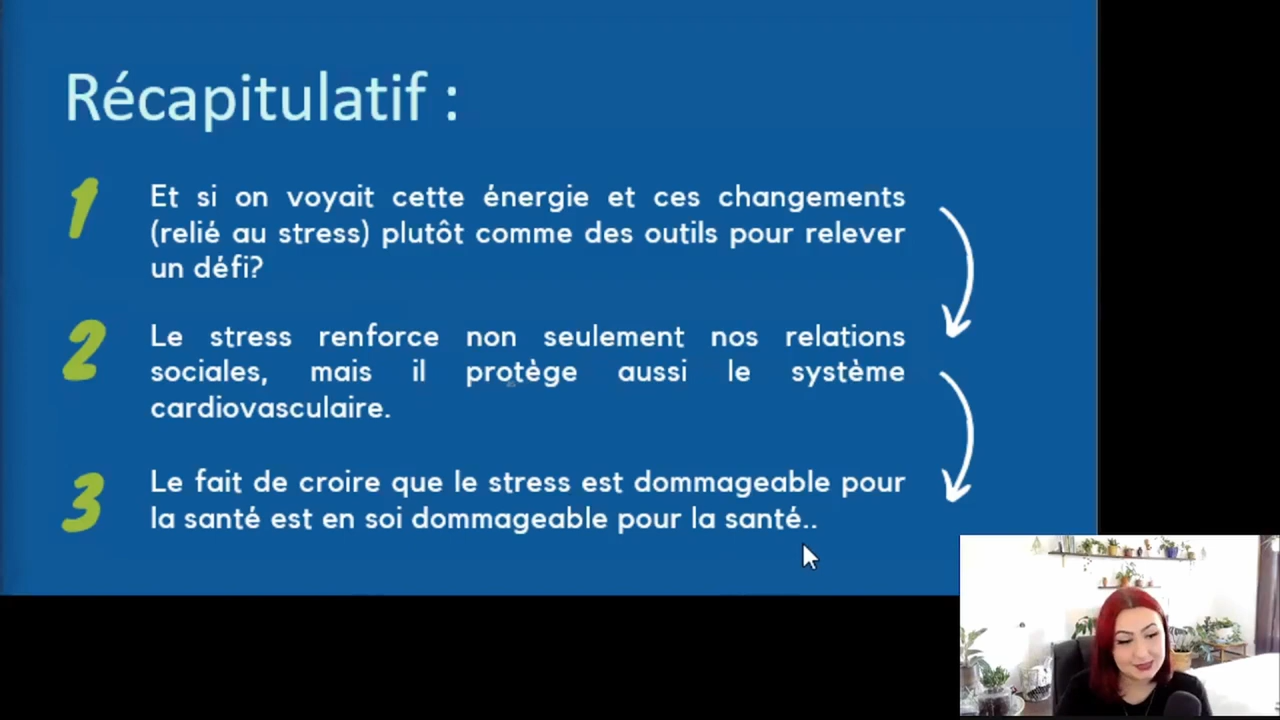 Récapitulatif :
1
Et si on voyait cette énergie et ces changements
(relié au stress) plutôt comme des outils pour relever
un défi?
2
Le stress renforce non seulement nos relations
sociales, mais il protège aussi le système
cardiovasculaire.
3
Le fait de croire que le stress est dommageable pour
la santé est en soi dommageable pour la santé..